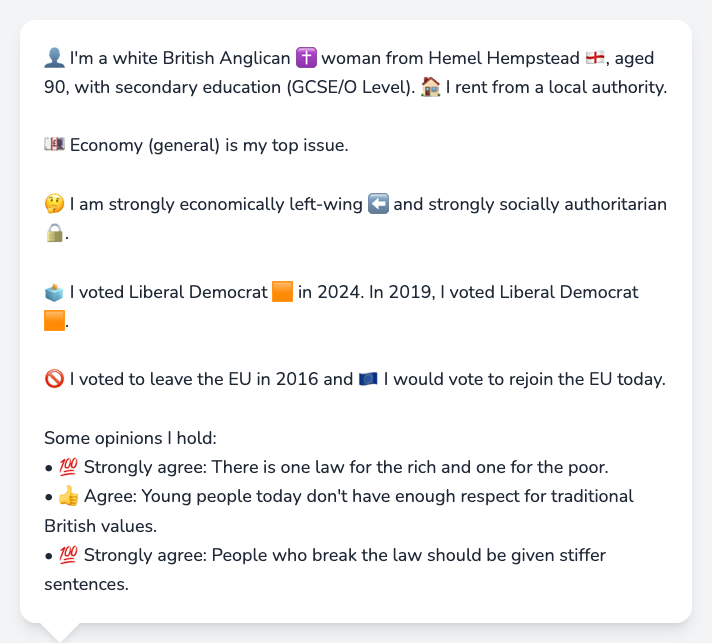 👤 I'm a white British Anglican ✝️ woman from Hemel Hempstead 🏴󠁧󠁢󠁥󠁮󠁧󠁿, aged
90, with secondary education (GCSE/O Level). 🏠 I rent from a local authority.
💷 Economy (general) is my top issue.
🤔 I am strongly economically left-wing ⬅️ and strongly socially authoritarian
🔒.
🗳️ I voted Liberal Democrat 🟧 in 2024. In 2019, I voted Liberal Democrat
🟧.
🚫 I voted to leave the EU in 2016 and 🇪🇺 I would vote to rejoin the EU today.
Some opinions I hold:
• 💯 Strongly agree: There is one law for the rich and one for the poor.
• 👍 Agree: Young people today don't have enough respect for traditional
British values.
• 💯 Strongly agree: People who break the law should be given stiffer
sentences.